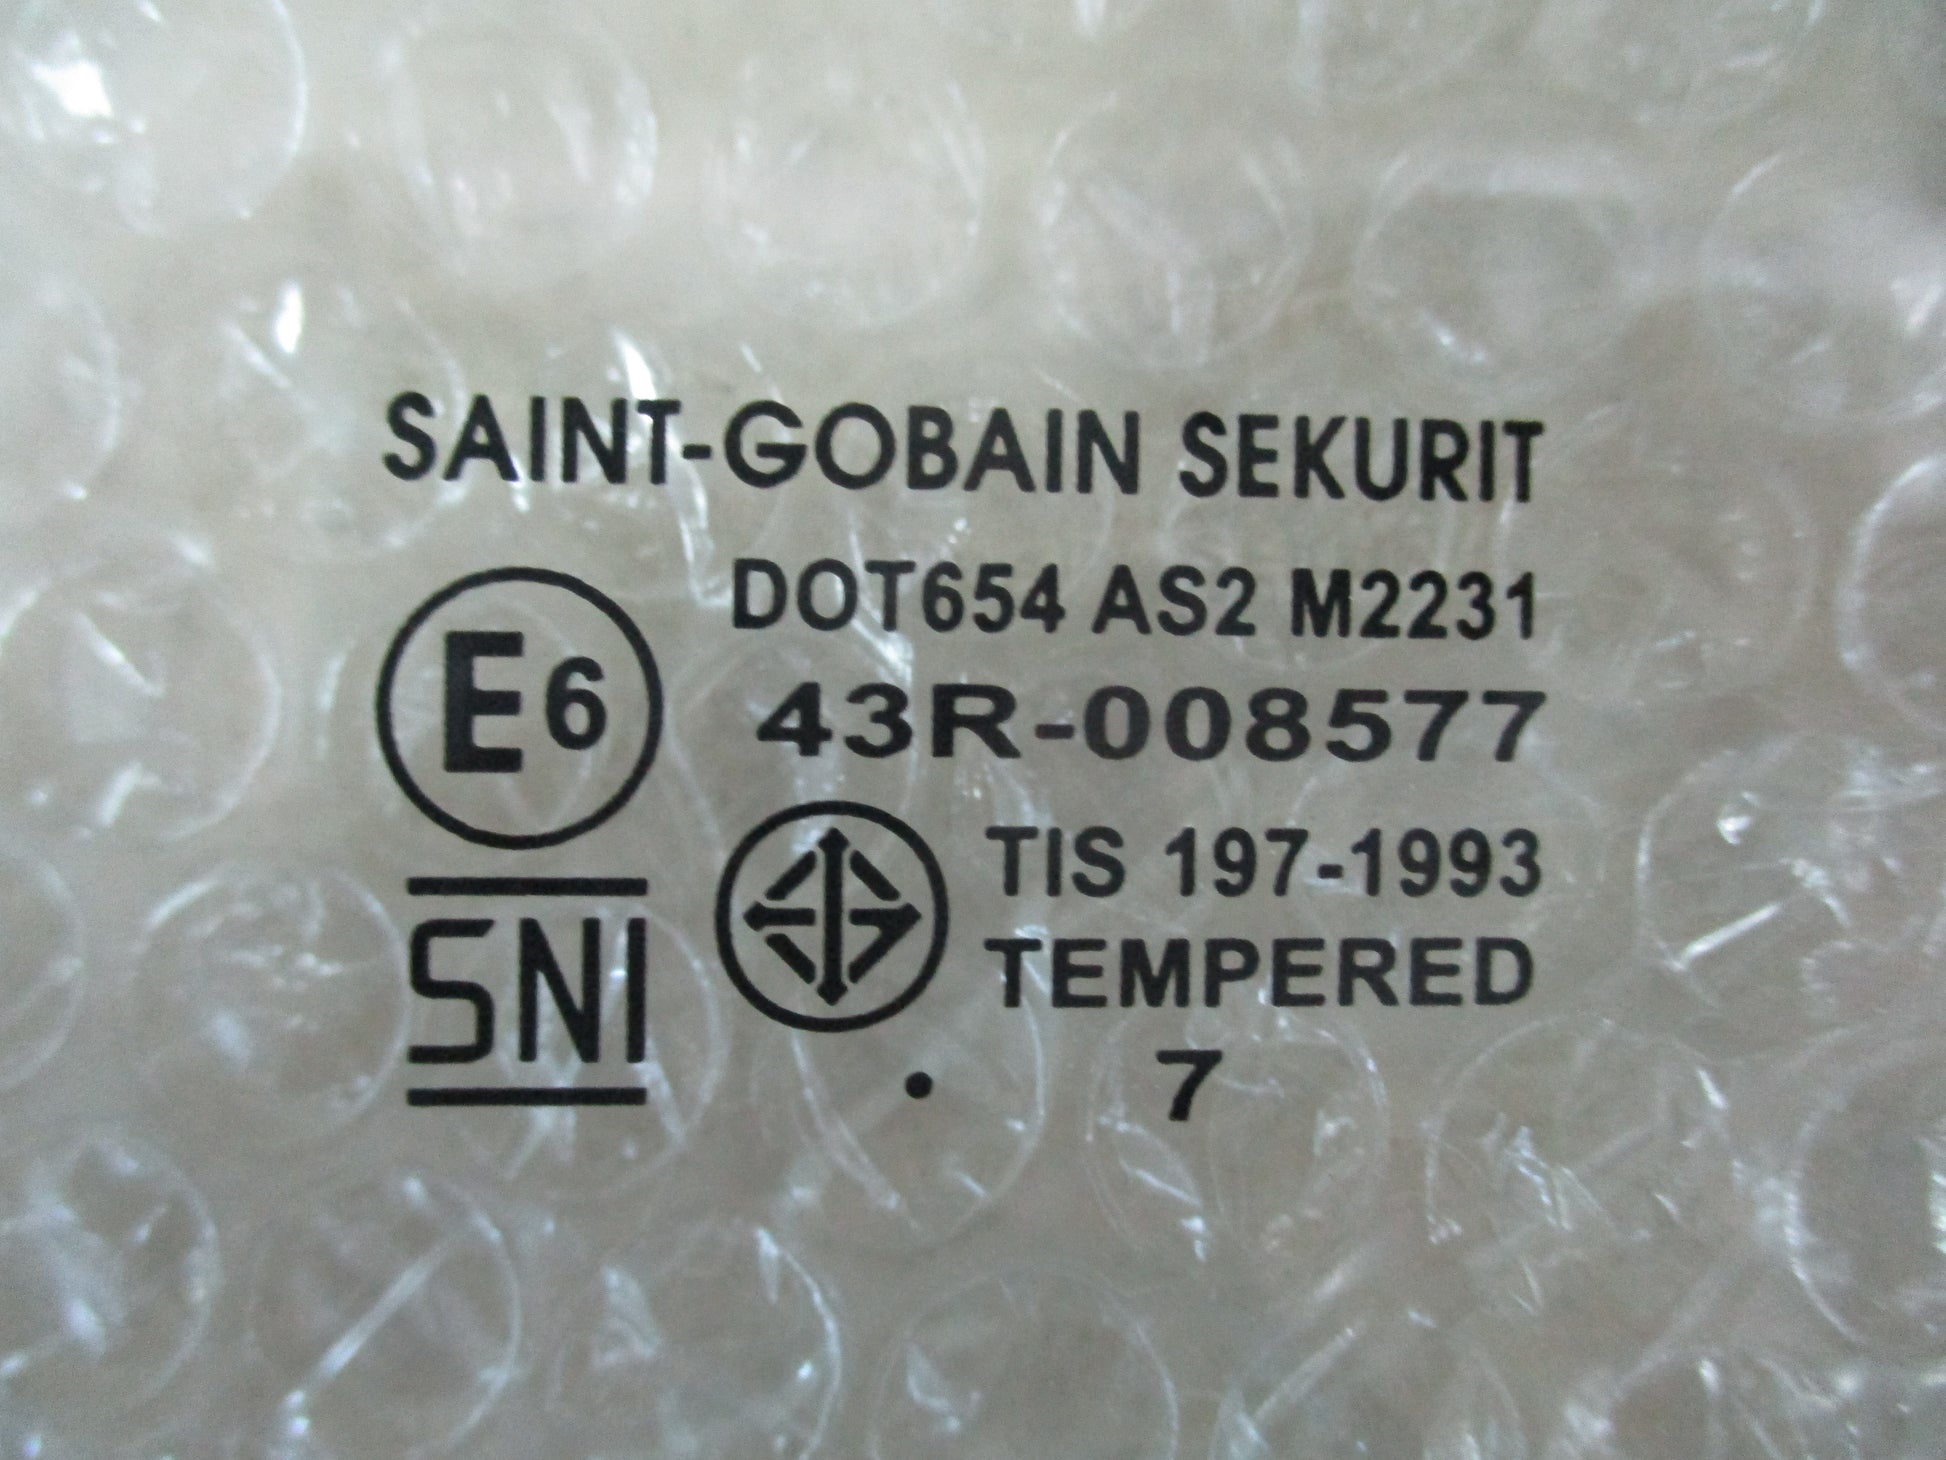 SAINT-GOBAIN SEKURIT
DOT654 AS2 M2231
E6
43R-008577
TIS 197-1993
SNI
TEMPERED
. 7